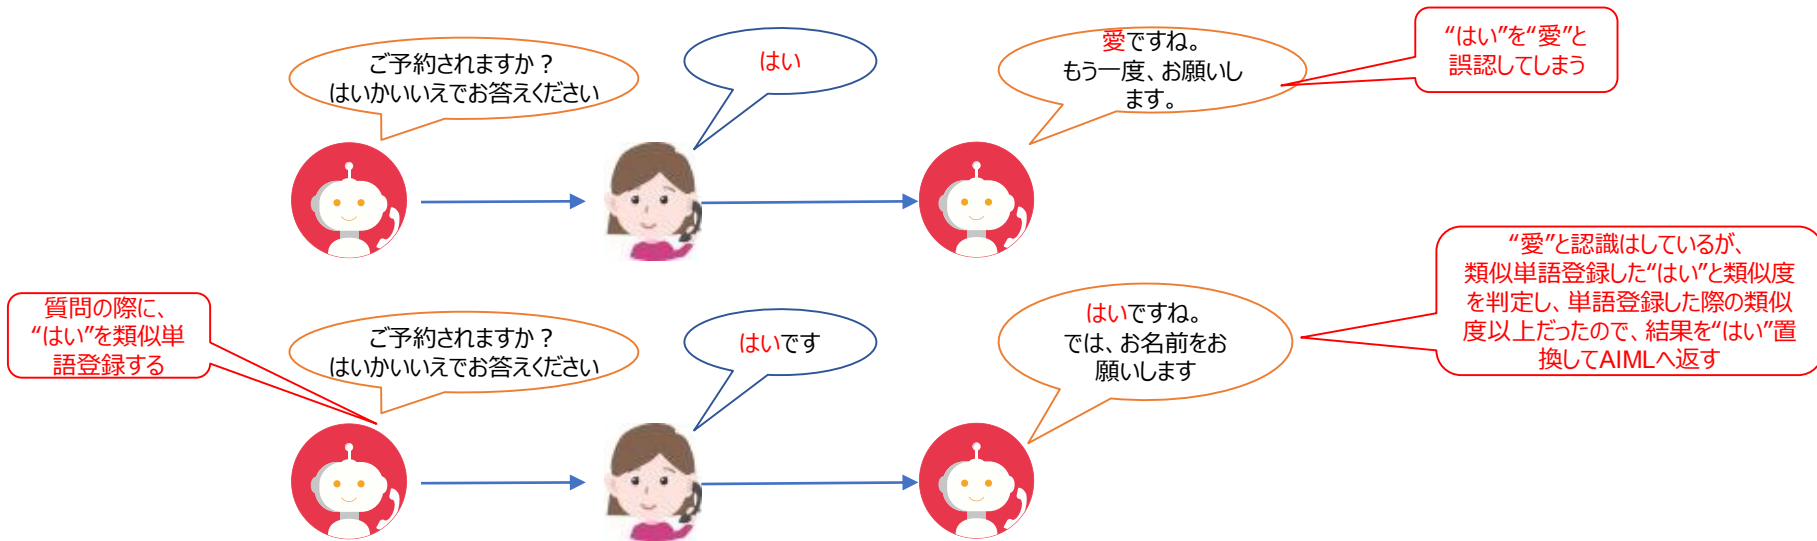 ご予約されますか？
はいかいいえでお答えください
はい
愛ですね。
もう一度、お願いし
ます。
“はい”を“愛”と
誤認してしまう
質問の際に、
“はい”を類似単
語登録する
ご予約されますか？
はいかいいえでお答えください
はいです
はいですね。
では、お名前をお
願いします
“愛”と認識はしているが、
類似単語登録した“はい”と類似度
を判定し、単語登録した際の類似
度以上だったので、結果を“はい”置
換してAIMLへ返す